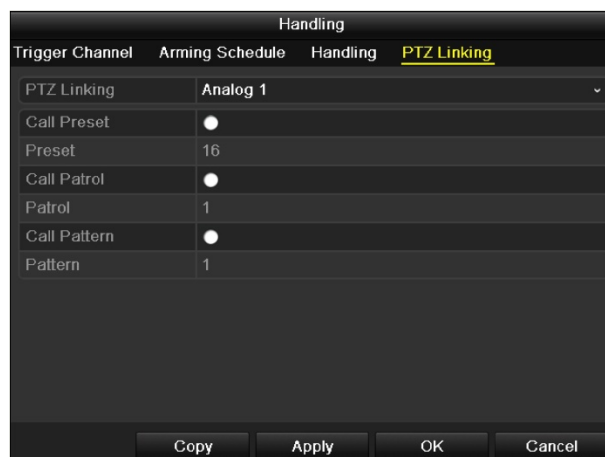 Handling
Trigger Channel Arming Schedule Handling PTZ Linking
PTZ Linking Analog 1
Call Preset
Preset 16
Call Patrol
Patrol 1
Call Pattern
Pattern 1
Copy Apply OK Cancel